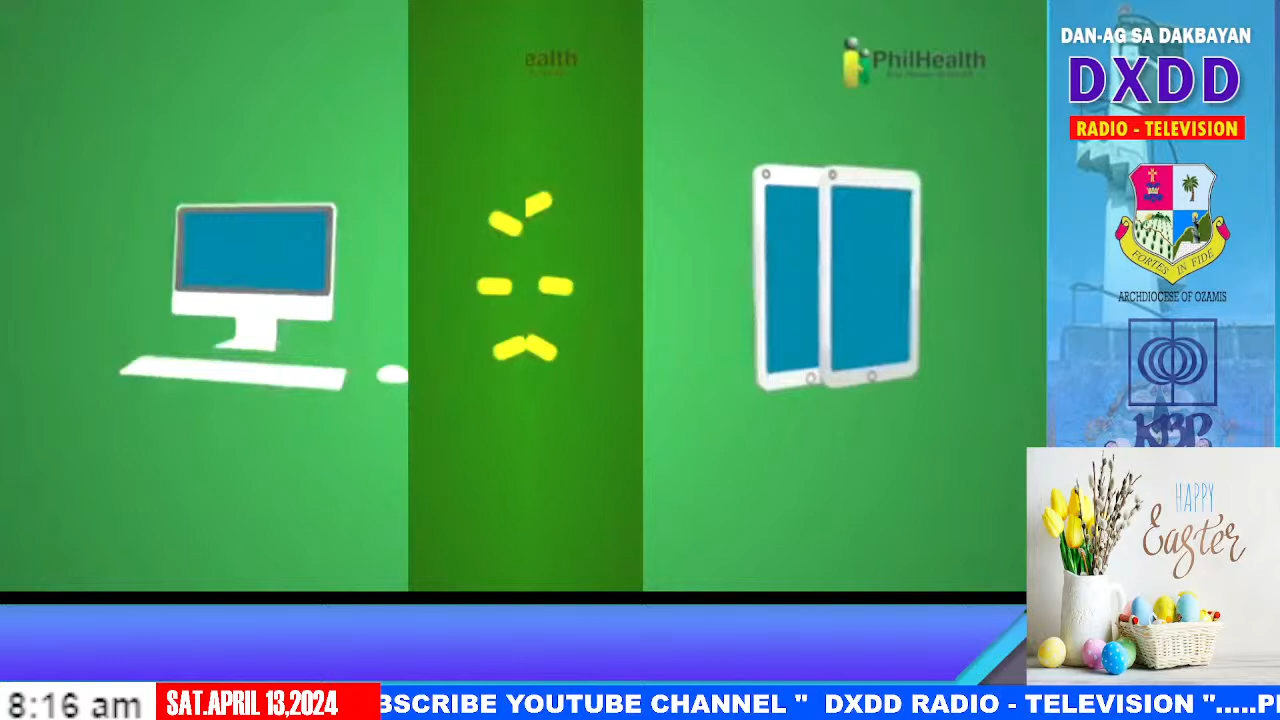 ealth
PhilHealth
DAN-AG SA DAKBAYAN
DXDD
RADIO - TELEVISION
FORTES IN FIDE
ARCHDIOCESE OF OZAMIS
KBP
HAPPY
Easter
8:16 am
SAT.APRIL 13,2024
BSCRIBE YOUTUBE CHANNEL " DXDD RADIO - TELEVISION ".....P